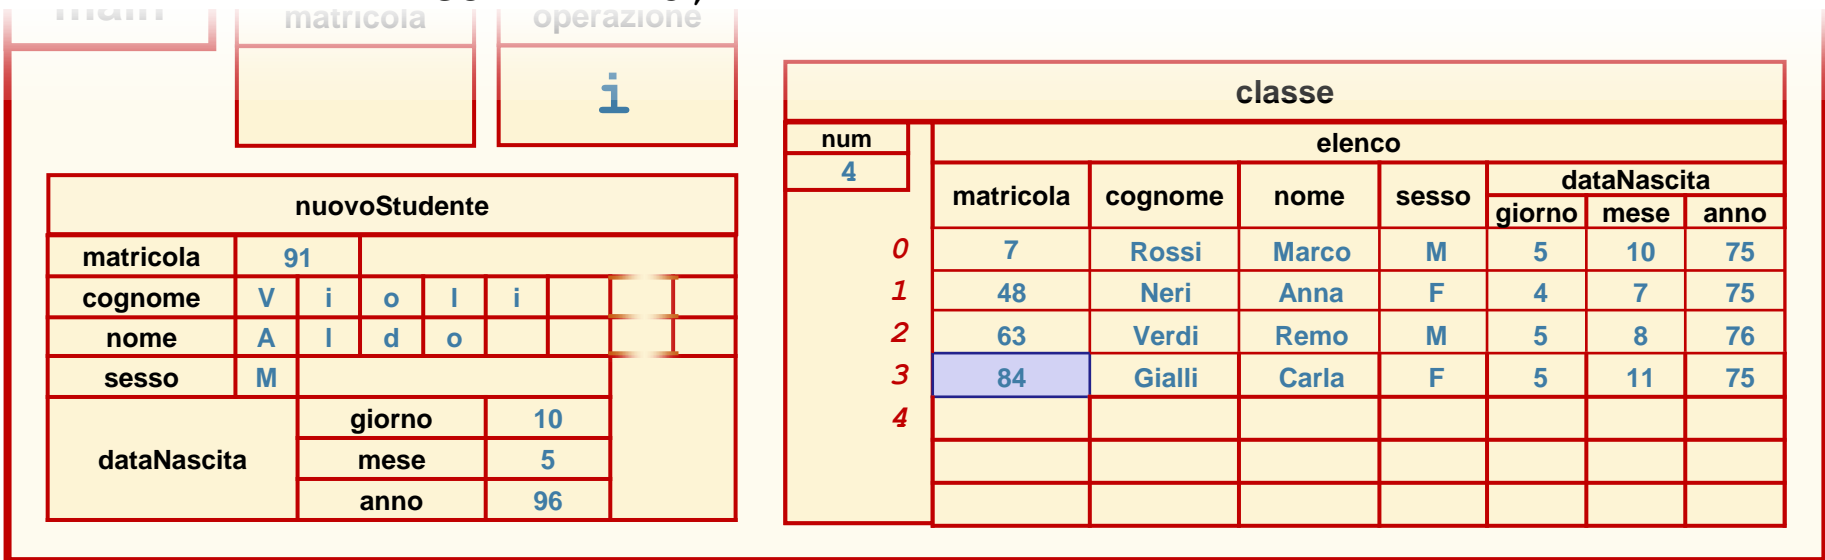 main
matricola operazione
i
classe
num elenco
4
matricola cognome nome sesso dataNascita
giorno mese anno
0 7 Rossi Marco M 5 10 75
1 48 Neri Anna F 4 7 75
2 63 Verdi Remo M 5 8 76
3 84 Gialli Carla F 5 11 75
4
nuovoStudente
matricola 91
cognome V i o l i
nome A l d o
sesso M
dataNascita
giorno 10
mese 5
anno 96